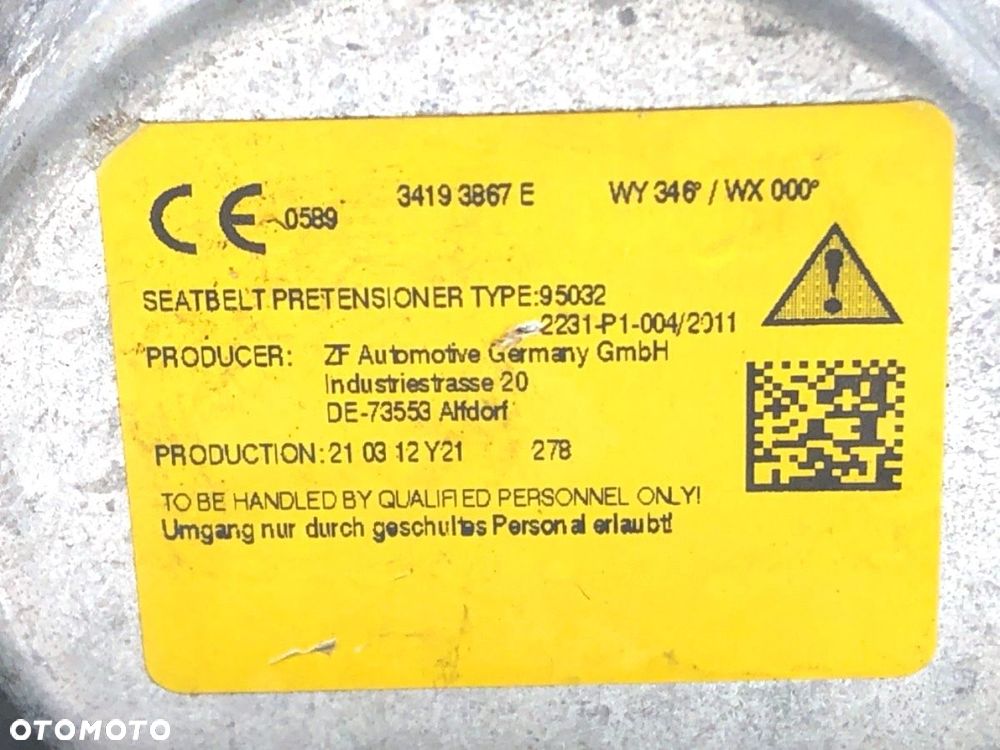 CE 0589 34193867 E WY 346° / WX 000°
SEATBELT PRETENSIONER TYPE:95032
2231-P1-004/2011
PRODUCER: ZF Automotive Germany GmbH
Industriestrasse 20
DE-73553 Alfdorf
PRODUCTION: 21 03 12 Y21 278
TO BE HANDLED BY QUALIFIED PERSONNEL ONLY!
Umgang nur durch geschultes Personal erlaubt!
OTOMOTO